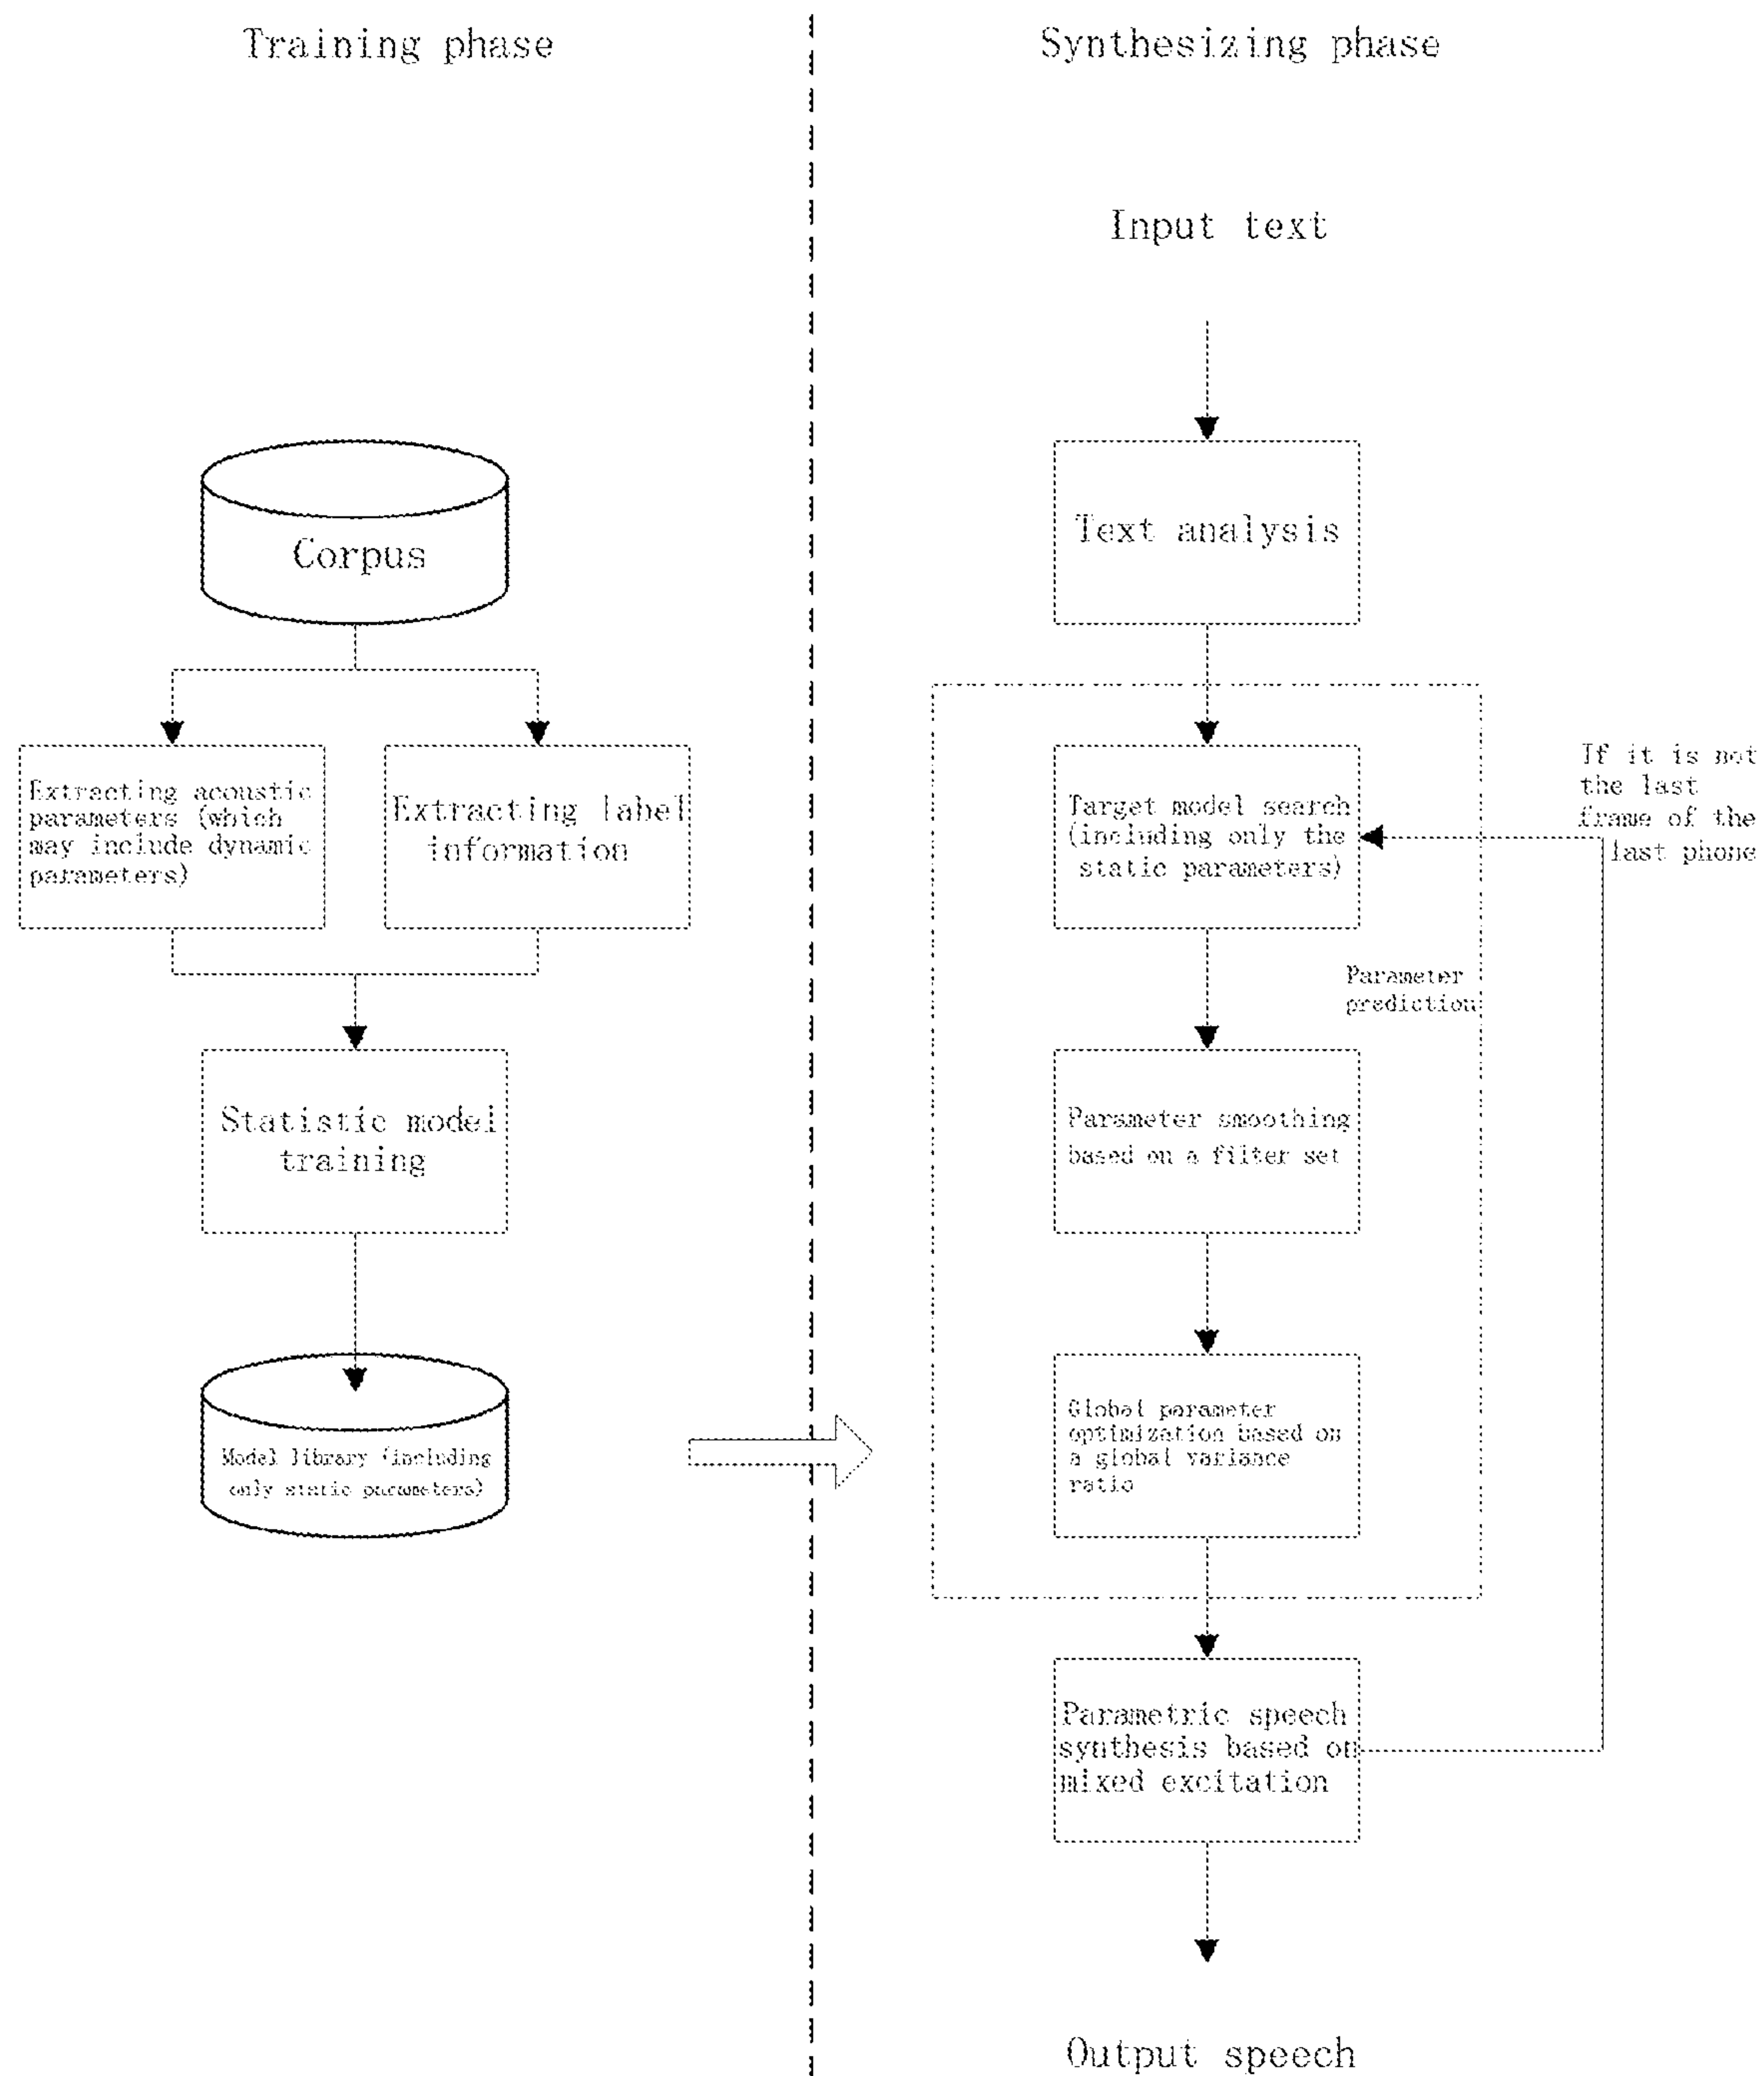 Training phase
Corpus
Extracting acoustic
parameters (which
may include dynamic
parameters)
Extracting label
information
Statistic model
training
Model library (including
only static parameters)
Synthesizing phase
Input text
Text analysis
Target model search
(including only the
static parameters)
If it is not
the last
frame of the
last phone
Parameter
prediction
Parameter smoothing
based on a filter set
Global parameter
optimization based on
a global variance
ratio
Parametric speech
synthesis based on
mixed excitation
Output speech